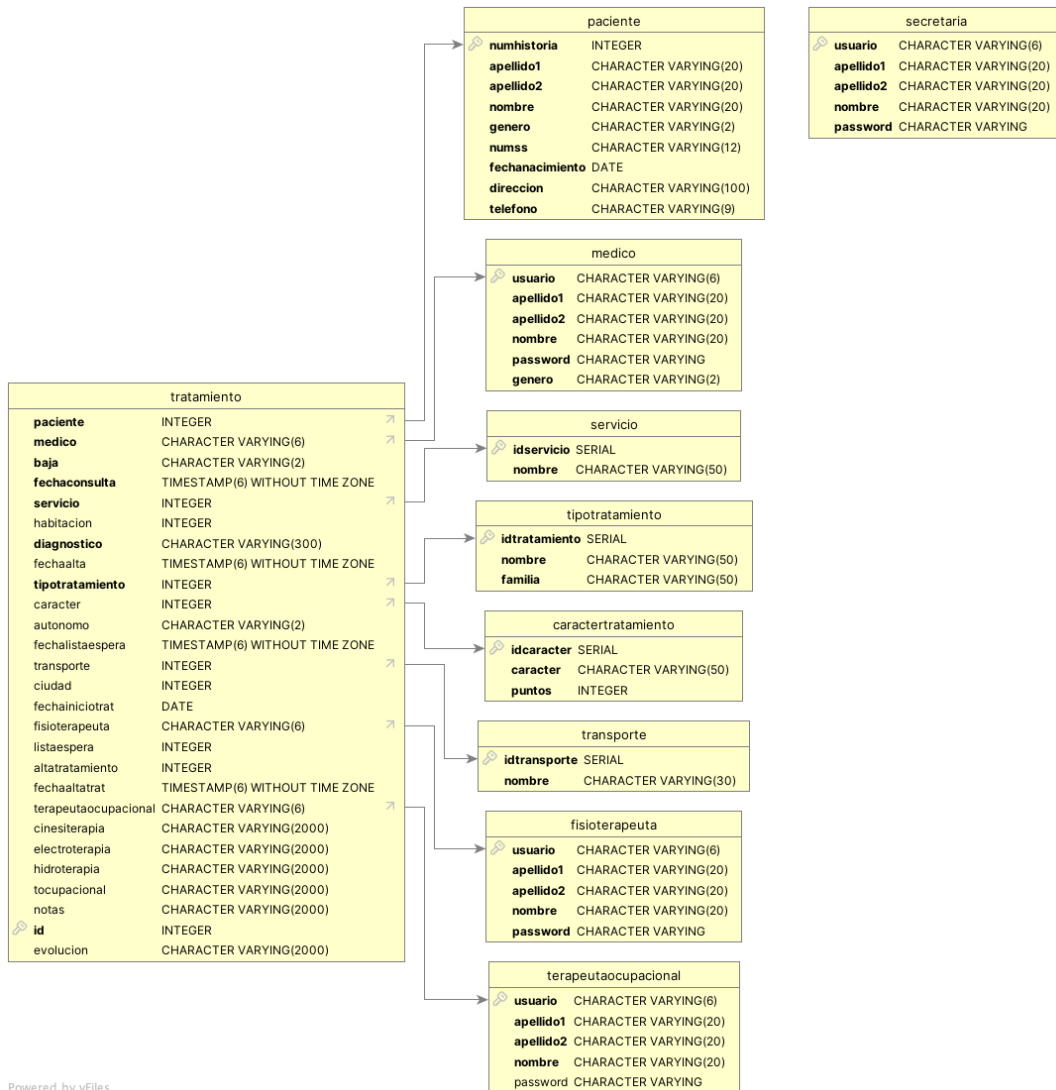 paciente
numhistoria INTEGER
apellido1 CHARACTER VARYING(20)
apellido2 CHARACTER VARYING(20)
nombre CHARACTER VARYING(20)
genero CHARACTER VARYING(2)
numss CHARACTER VARYING(12)
fechanacimiento DATE
direccion CHARACTER VARYING(100)
telefono CHARACTER VARYING(9)
secretaria
usuario CHARACTER VARYING(6)
apellido1 CHARACTER VARYING(20)
apellido2 CHARACTER VARYING(20)
nombre CHARACTER VARYING(20)
password CHARACTER VARYING
medico
usuario CHARACTER VARYING(6)
apellido1 CHARACTER VARYING(20)
apellido2 CHARACTER VARYING(20)
nombre CHARACTER VARYING(20)
password CHARACTER VARYING
genero CHARACTER VARYING(2)
tratamiento
paciente INTEGER
medico CHARACTER VARYING(6)
baja CHARACTER VARYING(2)
fechaconsulta TIMESTAMP(6) WITHOUT TIME ZONE
servicio INTEGER
habitacion INTEGER
diagnostico CHARACTER VARYING(300)
fechaalta TIMESTAMP(6) WITHOUT TIME ZONE
tipotratamiento INTEGER
caracter INTEGER
autonomo CHARACTER VARYING(2)
fechalistaespera TIMESTAMP(6) WITHOUT TIME ZONE
transporte INTEGER
ciudad INTEGER
fechainiciotrat DATE
fisioterapeuta CHARACTER VARYING(6)
listaespera INTEGER
altatratamiento INTEGER
fechaaltatrat TIMESTAMP(6) WITHOUT TIME ZONE
terapeutaocupacional CHARACTER VARYING(6)
cinesiterapia CHARACTER VARYING(2000)
electroterapia CHARACTER VARYING(2000)
hidroterapia CHARACTER VARYING(2000)
tocupacional CHARACTER VARYING(2000)
notas CHARACTER VARYING(2000)
id INTEGER
evolucion CHARACTER VARYING(2000)
servicio
idservicio SERIAL
nombre CHARACTER VARYING(50)
tipotratamiento
idtratamiento SERIAL
nombre CHARACTER VARYING(50)
familia CHARACTER VARYING(50)
caractertratamiento
idcaracter SERIAL
caracter CHARACTER VARYING(50)
puntos INTEGER
transporte
idtransporte SERIAL
nombre CHARACTER VARYING(30)
fisioterapeuta
usuario CHARACTER VARYING(6)
apellido1 CHARACTER VARYING(20)
apellido2 CHARACTER VARYING(20)
nombre CHARACTER VARYING(20)
password CHARACTER VARYING
terapeutaocupacional
usuario CHARACTER VARYING(6)
apellido1 CHARACTER VARYING(20)
apellido2 CHARACTER VARYING(20)
nombre CHARACTER VARYING(20)
password CHARACTER VARYING
Powered by yFiles